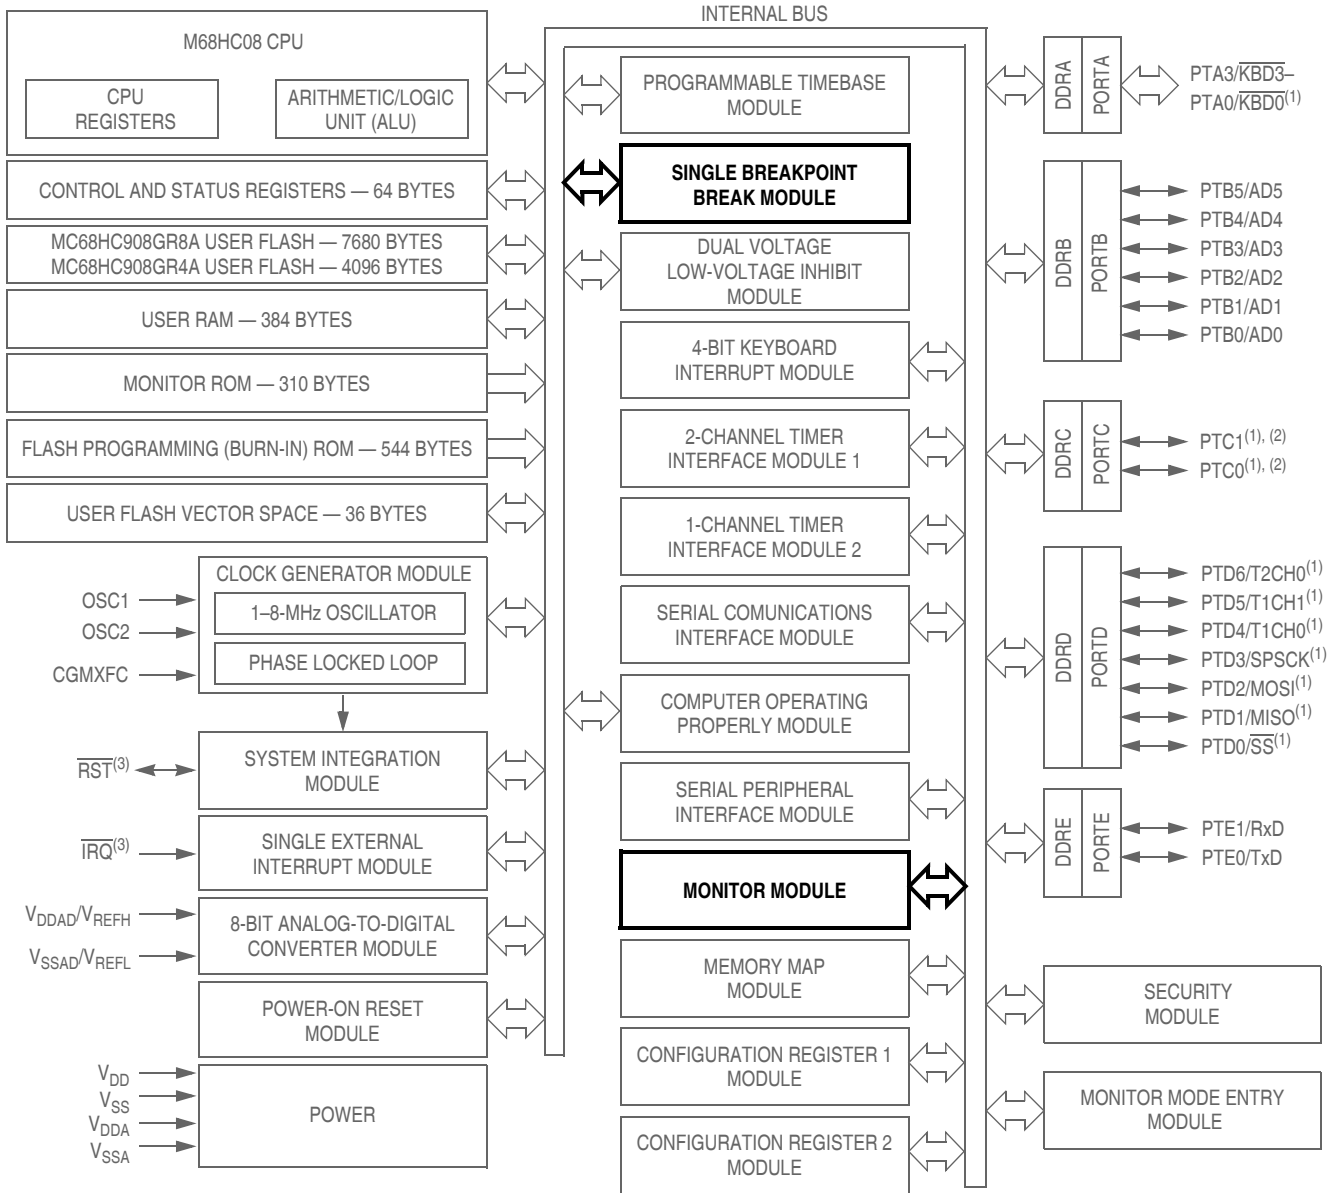 INTERNAL BUS
M68HC08 CPU
CPU
REGISTERS
ARITHMETIC/LOGIC
UNIT (ALU)
CONTROL AND STATUS REGISTERS — 64 BYTES
MC68HC908GR8A USER FLASH — 7680 BYTES
MC68HC908GR4A USER FLASH — 4096 BYTES
USER RAM — 384 BYTES
MONITOR ROM — 310 BYTES
FLASH PROGRAMMING (BURN-IN) ROM — 544 BYTES
USER FLASH VECTOR SPACE — 36 BYTES
CLOCK GENERATOR MODULE
1–8-MHz OSCILLATOR
PHASE LOCKED LOOP
OSC1
OSC2
CGMXFC
SYSTEM INTEGRATION
MODULE
RST(3)
SINGLE EXTERNAL
INTERRUPT MODULE
IRQ(3)
8-BIT ANALOG-TO-DIGITAL
CONVERTER MODULE
VDDAD/VREFH
VSSAD/VREFL
POWER-ON RESET
MODULE
POWER
VDD
VSS
VDDA
VSSA
PROGRAMMABLE TIMEBASE
MODULE
SINGLE BREAKPOINT
BREAK MODULE
DUAL VOLTAGE
LOW-VOLTAGE INHIBIT
MODULE
4-BIT KEYBOARD
INTERRUPT MODULE
2-CHANNEL TIMER
INTERFACE MODULE 1
1-CHANNEL TIMER
INTERFACE MODULE 2
SERIAL COMUNICATIONS
INTERFACE MODULE
COMPUTER OPERATING
PROPERLY MODULE
SERIAL PERIPHERAL
INTERFACE MODULE
MONITOR MODULE
MEMORY MAP
MODULE
CONFIGURATION REGISTER 1
MODULE
CONFIGURATION REGISTER 2
MODULE
DDRA
PORTA
PTA3/KBD3–
PTA0/KBD0(1)
DDRB
PORTB
PTB5/AD5
PTB4/AD4
PTB3/AD3
PTB2/AD2
PTB1/AD1
PTB0/AD0
DDRC
PORTC
PTC1(1), (2)
PTC0(1), (2)
DDRD
PORTD
PTD6/T2CH0(1)
PTD5/T1CH1(1)
PTD4/T1CH0(1)
PTD3/SPSCK(1)
PTD2/MOSI(1)
PTD1/MISO(1)
PTD0/SS(1)
DDRE
PORTE
PTE1/RxD
PTE0/TxD
SECURITY
MODULE
MONITOR MODE ENTRY
MODULE